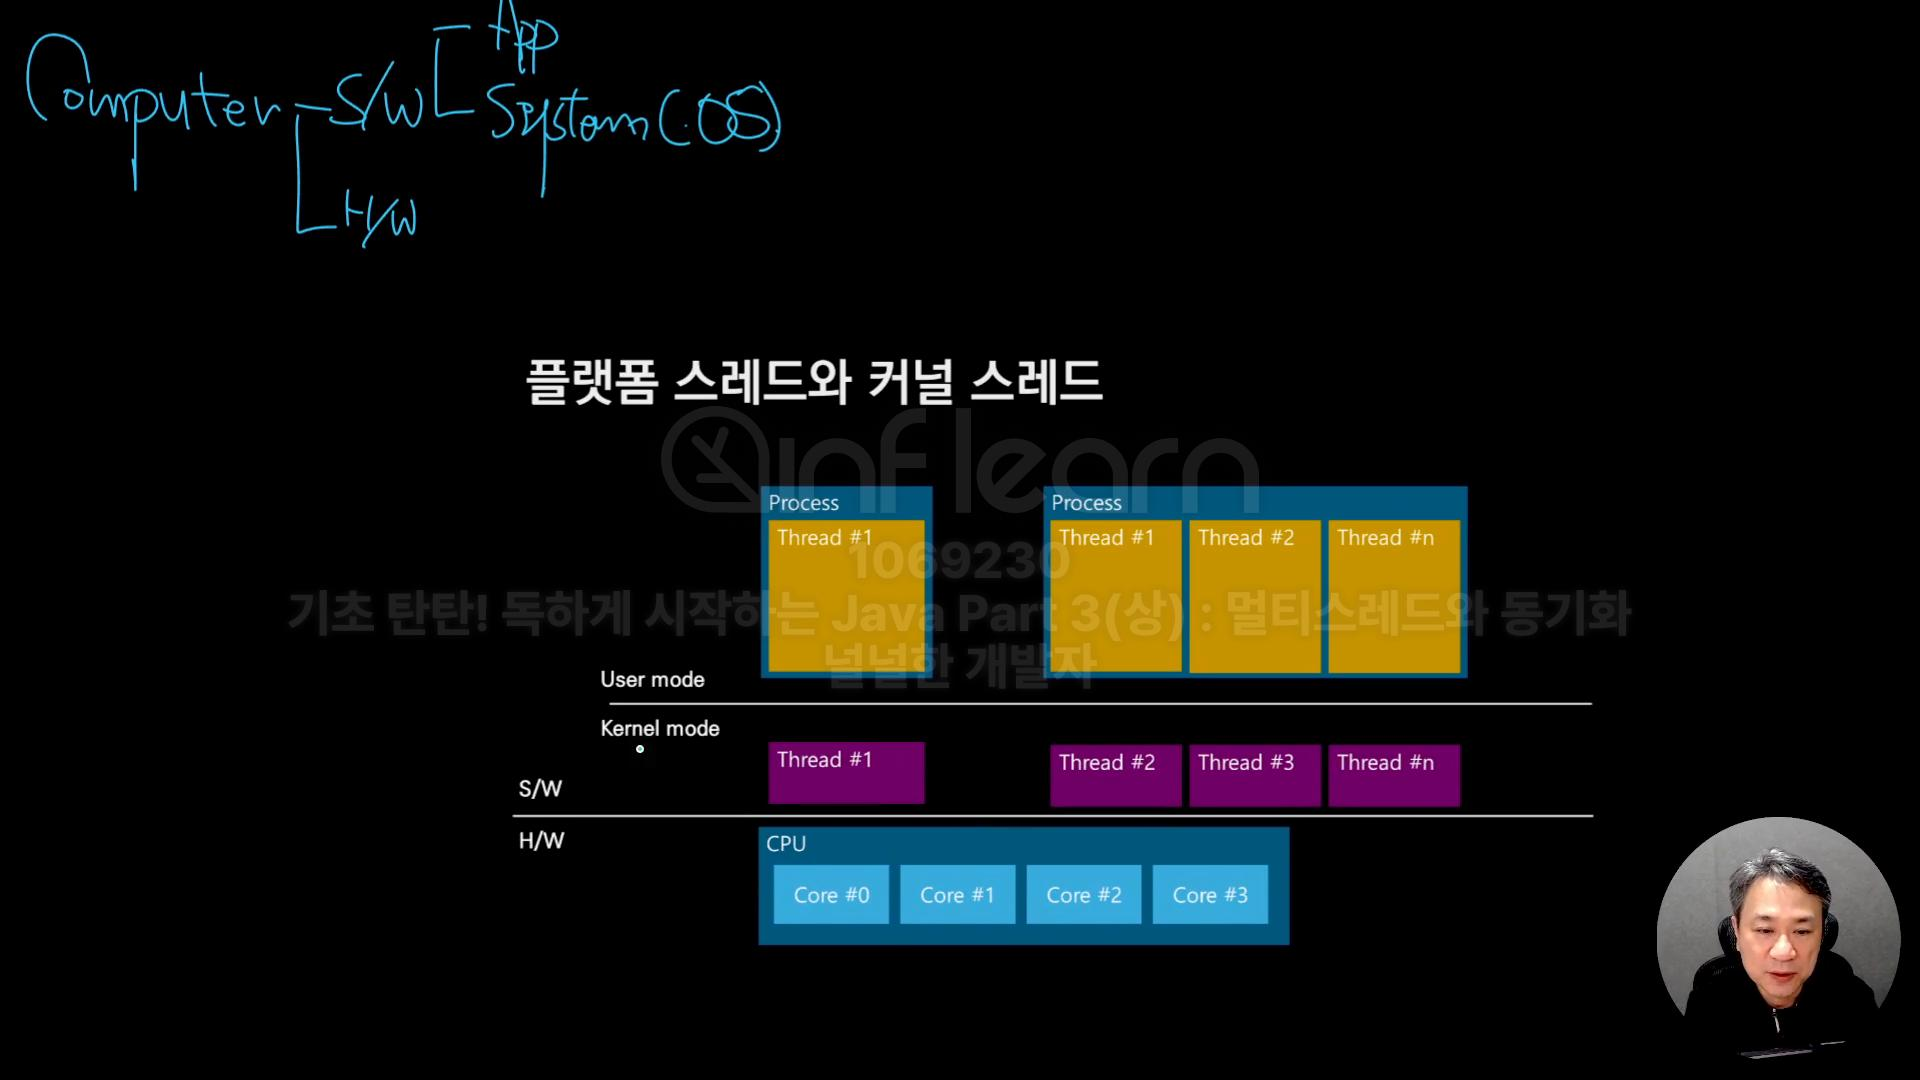 App
Computer S/W System(OS)
H/W
플랫폼 스레드와 커널 스레드
inflearn
Process Process
Thread #1 Thread #1 Thread #2 Thread #n
1069230
기초 탄탄! 독하게 시작하는 Java Part 3(상) : 멀티스레드와 동기화
널널한 개발자
User mode
Kernel mode
Thread #1 Thread #2 Thread #3 Thread #n
S/W
H/W
CPU
Core #0 Core #1 Core #2 Core #3